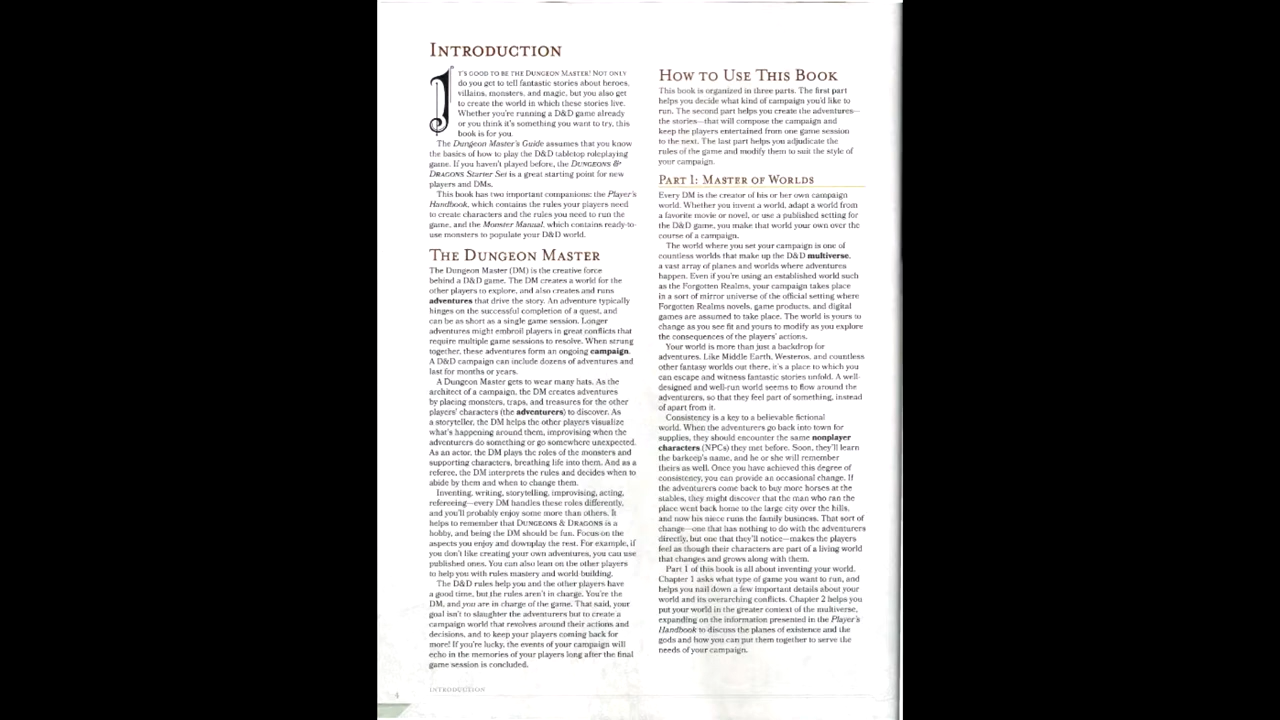 INTRODUCTION
IT'S GOOD TO BE THE DUNGEON MASTER! NOT ONLY
do you get to tell fantastic stories about heroes,
villains, monsters, and magic, but you also get
to create the world in which these stories live.
Whether you're running a D&D game already
or you think it's something you want to try, this
book is for you.
The Dungeon Master's Guide assumes that you know
the basics of how to play the D&D tabletop roleplaying
game. If you haven't played before, the DUNGEONS &
DRAGONS Starter Set is a great starting point for new
players and DMs.
This book has two important companions: the Player's
Handbook, which contains the rules your players need
to create characters and the rules you need to run the
game, and the Monster Manual, which contains ready-to-
use monsters to populate your D&D world.
THE DUNGEON MASTER
The Dungeon Master (DM) is the creative force
behind a D&D game. The DM creates a world for the
other players to explore, and also creates and runs
adventures that drive the story. An adventure typically
hinges on the successful completion of a quest, and
can be as short as a single game session. Longer
adventures might embroil players in great conflicts that
require multiple game sessions to resolve. When strung
together, these adventures form an ongoing campaign.
A D&D campaign can include dozens of adventures and
last for months or years.
A Dungeon Master gets to wear many hats. As the
architect of a campaign, the DM creates adventures
by placing monsters, traps, and treasures for the other
players' characters (the adventurers) to discover. As
a storyteller, the DM helps the other players visualize
what's happening around them, improvising when the
adventurers do something or go somewhere unexpected.
As an actor, the DM plays the roles of the monsters and
supporting characters, breathing life into them. And as a
referee, the DM interprets the rules and decides when to
abide by them and when to change them.
Inventing, writing, storytelling, improvising, acting,
refereeing—every DM handles these roles differently,
and you'll probably enjoy some more than others. It
helps to remember that DUNGEONS & DRAGONS is a
hobby, and being the DM should be fun. Focus on the
aspects you enjoy and downplay the rest. For example, if
you don't like creating your own adventures, you can use
published ones. You can also lean on the other players
to help you with rules mastery and world building.
The D&D rules help you and the other players have
a good time, but the rules aren't in charge. You're the
DM, and you are in charge of the game. That said, your
goal isn't to slaughter the adventurers but to create a
campaign world that revolves around their actions and
decisions, and to keep your players coming back for
more! If you're lucky, the events of your campaign will
echo in the memories of your players long after the final
game session is concluded.
HOW TO USE THIS BOOK
This book is organized in three parts. The first part
helps you decide what kind of campaign you'd like to
run. The second part helps you create the adventures—
the stories—that will compose the campaign and
keep the players entertained from one game session
to the next. The last part helps you adjudicate the
rules of the game and modify them to suit the style of
your campaign.
PART 1: MASTER OF WORLDS
Every DM is the creator of his or her own campaign
world. Whether you invent a world, adapt a world from
a favorite movie or novel, or use a published setting for
the D&D game, you make that world your own over the
course of a campaign.
The world where you set your campaign is one of
countless worlds that make up the D&D multiverse,
a vast array of planes and worlds where adventures
happen. Even if you're using an established world such
as the Forgotten Realms, your campaign takes place
in a sort of mirror universe of the official setting where
Forgotten Realms novels, game products, and digital
games are assumed to take place. The world is yours to
change as you see fit and yours to modify as you explore
the consequences of the players' actions.
Your world is more than just a backdrop for
adventures. Like Middle Earth, Westeros, and countless
other fantasy worlds out there, it's a place to which you
can escape and witness fantastic stories unfold. A well-
designed and well-run world seems to flow around the
adventurers, so that they feel part of something, instead
of apart from it.
Consistency is a key to a believable fictional
world. When the adventurers go back into town for
supplies, they should encounter the same nonplayer
characters (NPCs) they met before. Soon, they'll learn
the barkeep's name, and he or she will remember
theirs as well. Once you have achieved this degree of
consistency, you can provide an occasional change. If
the adventurers come back to buy more horses at the
stables, they might discover that the man who ran the
place went back home to the large city over the hills,
and now his niece runs the family business. That sort of
change—one that has nothing to do with the adventurers
directly, but one that they'll notice—makes the players
feel as though their characters are part of a living world
that changes and grows along with them.
Part 1 of this book is all about inventing your world.
Chapter 1 asks what type of game you want to run, and
helps you nail down a few important details about your
world and its overarching conflicts. Chapter 2 helps you
put your world in the greater context of the multiverse,
expanding on the information presented in the Player's
Handbook to discuss the planes of existence and the
gods and how you can put them together to serve the
needs of your campaign.
4
INTRODUCTION